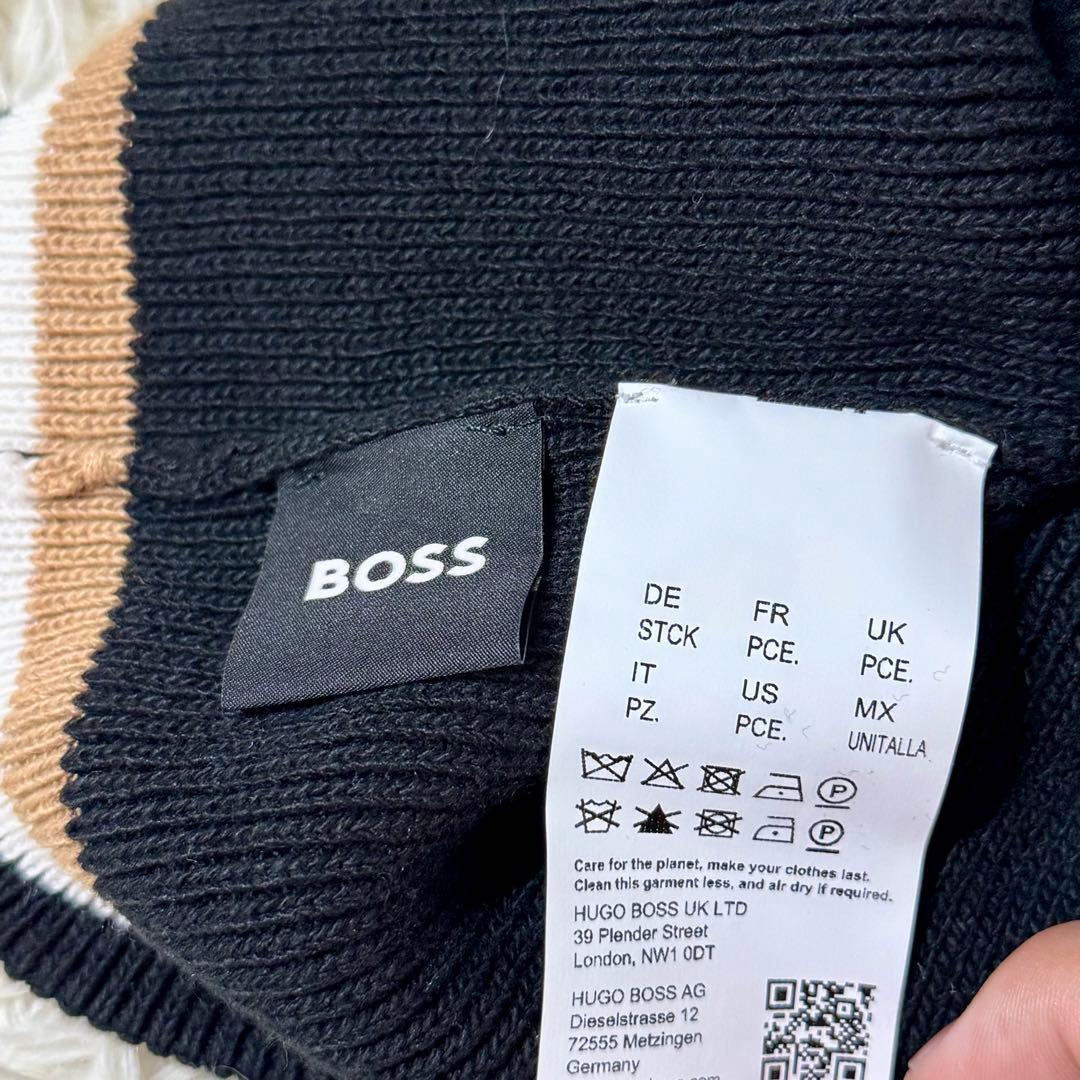 BOSS
DE
STCK
FR
PCE.
UK
PCE.
IT
PZ.
US
PCE.
MX
UNITALLA
P
P
Care for the planet, make your clothes last.
Clean this garment less, and air dry if required.
HUGO BOSS UK LTD
39 Plender Street
London, NW1 0DT
HUGO BOSS AG
Dieselstrasse 12
72555 Metzingen
Germany